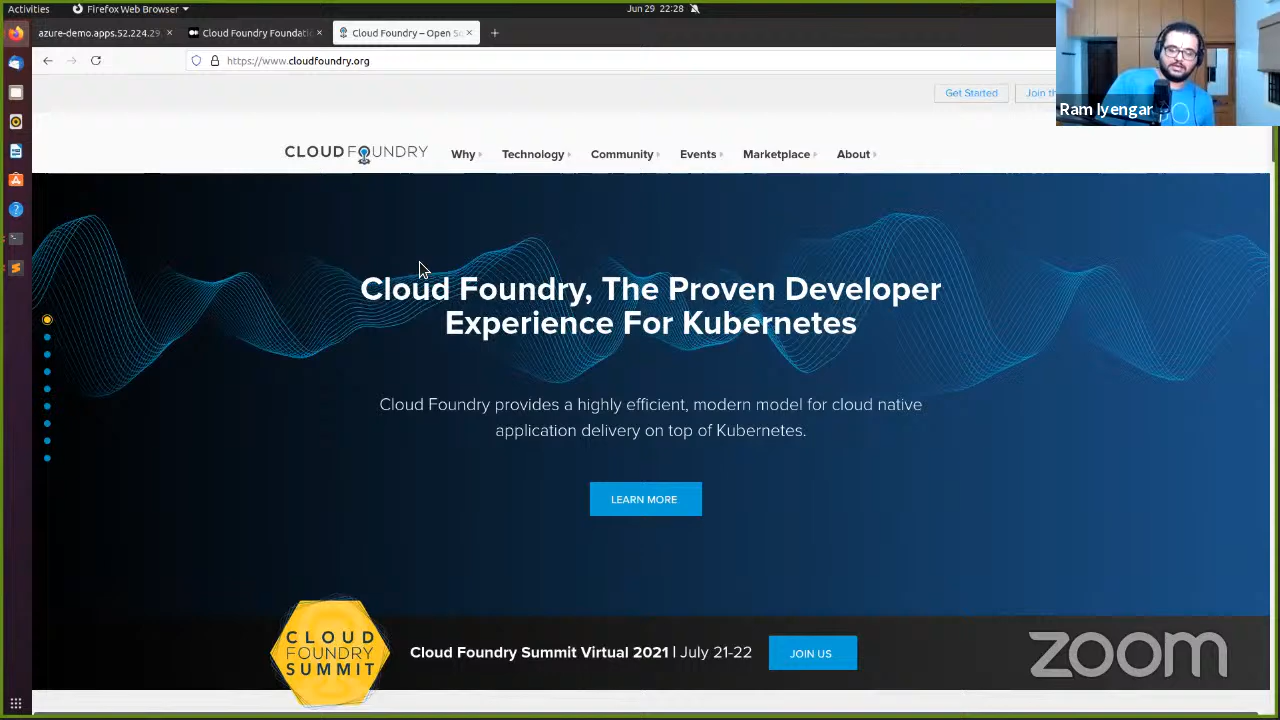 Activities
Firefox Web Browser
Jun 29 22:28
azure-demo.apps.52.224.29
Cloud Foundry Foundati
Cloud Foundry – Open S
https://www.cloudfoundry.org
Get Started
Join th
Ram Iyengar
CLOUD FOUNDRY
Why
Technology
Community
Events
Marketplace
About
Cloud Foundry, The Proven Developer
Experience For Kubernetes
Cloud Foundry provides a highly efficient, modern model for cloud native
application delivery on top of Kubernetes.
LEARN MORE
CLOUD
FOUNDRY
SUMMIT
Cloud Foundry Summit Virtual 2021 | July 21-22
JOIN US
zoom